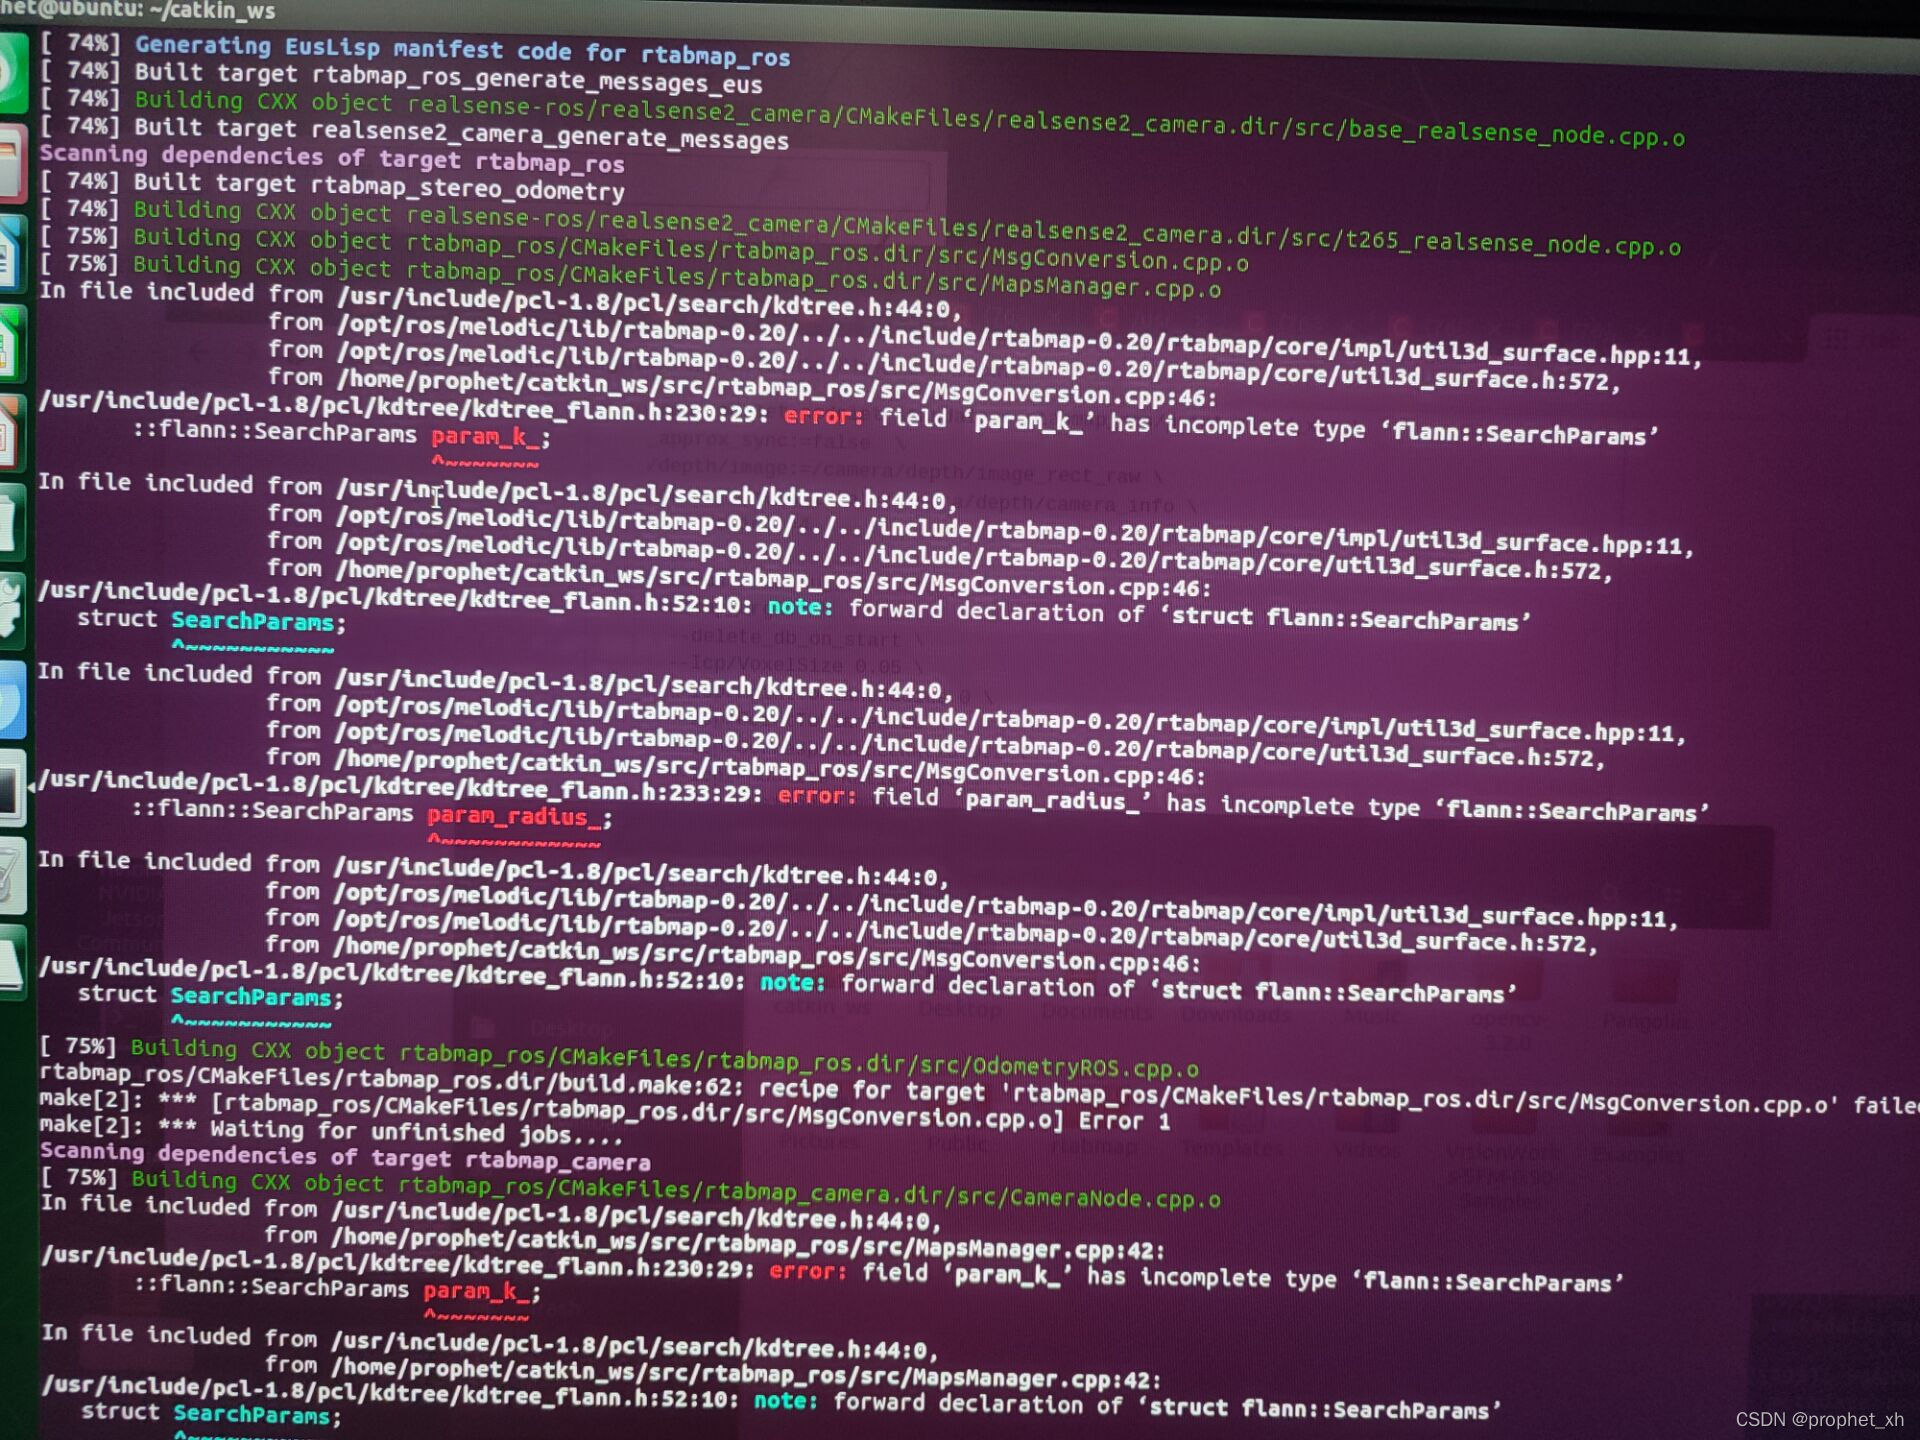 het@ubuntu: ~/catkin_ws
[ 74%] Generating EusLisp manifest code for rtabmap_ros
[ 74%] Built target rtabmap_ros_generate_messages_eus
[ 74%] Building CXX object realsense-ros/realsense2_camera/CMakeFiles/realsense2_camera.dir/src/base_realsense_node.cpp.o
[ 74%] Built target realsense2_camera_generate_messages
Scanning dependencies of target rtabmap_ros
[ 74%] Built target rtabmap_stereo_odometry
[ 74%] Building CXX object realsense-ros/realsense2_camera/CMakeFiles/realsense2_camera.dir/src/t265_realsense_node.cpp.o
[ 75%] Building CXX object rtabmap_ros/CMakeFiles/rtabmap_ros.dir/src/MsgConversion.cpp.o
[ 75%] Building CXX object rtabmap_ros/CMakeFiles/rtabmap_ros.dir/src/MapsManager.cpp.o
In file included from /usr/include/pcl-1.8/pcl/search/kdtree.h:44:0,
from /opt/ros/melodic/lib/rtabmap-0.20/../../include/rtabmap-0.20/rtabmap/core/impl/util3d_surface.hpp:11,
from /opt/ros/melodic/lib/rtabmap-0.20/../../include/rtabmap-0.20/rtabmap/core/util3d_surface.h:572,
from /home/prophet/catkin_ws/src/rtabmap_ros/src/MsgConversion.cpp:46:
/usr/include/pcl-1.8/pcl/kdtree/kdtree_flann.h:230:29: error: field ‘param_k_’ has incomplete type ‘flann::SearchParams’
::flann::SearchParams param_k_;
^~~~~~~~
In file included from /usr/include/pcl-1.8/pcl/search/kdtree.h:44:0,
from /opt/ros/melodic/lib/rtabmap-0.20/../../include/rtabmap-0.20/rtabmap/core/impl/util3d_surface.hpp:11,
from /opt/ros/melodic/lib/rtabmap-0.20/../../include/rtabmap-0.20/rtabmap/core/util3d_surface.h:572,
from /home/prophet/catkin_ws/src/rtabmap_ros/src/MsgConversion.cpp:46:
/usr/include/pcl-1.8/pcl/kdtree/kdtree_flann.h:52:10: note: forward declaration of ‘struct flann::SearchParams’
struct SearchParams;
^~~~~~~~~~~~
In file included from /usr/include/pcl-1.8/pcl/search/kdtree.h:44:0,
from /opt/ros/melodic/lib/rtabmap-0.20/../../include/rtabmap-0.20/rtabmap/core/impl/util3d_surface.hpp:11,
from /opt/ros/melodic/lib/rtabmap-0.20/../../include/rtabmap-0.20/rtabmap/core/util3d_surface.h:572,
from /home/prophet/catkin_ws/src/rtabmap_ros/src/MsgConversion.cpp:46:
/usr/include/pcl-1.8/pcl/kdtree/kdtree_flann.h:233:29: error: field ‘param_radius_’ has incomplete type ‘flann::SearchParams’
::flann::SearchParams param_radius_;
^~~~~~~~~~~~~
In file included from /usr/include/pcl-1.8/pcl/search/kdtree.h:44:0,
from /opt/ros/melodic/lib/rtabmap-0.20/../../include/rtabmap-0.20/rtabmap/core/impl/util3d_surface.hpp:11,
from /opt/ros/melodic/lib/rtabmap-0.20/../../include/rtabmap-0.20/rtabmap/core/util3d_surface.h:572,
from /home/prophet/catkin_ws/src/rtabmap_ros/src/MsgConversion.cpp:46:
/usr/include/pcl-1.8/pcl/kdtree/kdtree_flann.h:52:10: note: forward declaration of ‘struct flann::SearchParams’
struct SearchParams;
^~~~~~~~~~~~
[ 75%] Building CXX object rtabmap_ros/CMakeFiles/rtabmap_ros.dir/src/OdometryROS.cpp.o
rtabmap_ros/CMakeFiles/rtabmap_ros.dir/build.make:62: recipe for target 'rtabmap_ros/CMakeFiles/rtabmap_ros.dir/src/MsgConversion.cpp.o' failed
make[2]: *** [rtabmap_ros/CMakeFiles/rtabmap_ros.dir/src/MsgConversion.cpp.o] Error 1
make[2]: *** Waiting for unfinished jobs....
Scanning dependencies of target rtabmap_camera
[ 75%] Building CXX object rtabmap_ros/CMakeFiles/rtabmap_camera.dir/src/CameraNode.cpp.o
In file included from /usr/include/pcl-1.8/pcl/search/kdtree.h:44:0,
from /home/prophet/catkin_ws/src/rtabmap_ros/src/MapsManager.cpp:42:
/usr/include/pcl-1.8/pcl/kdtree/kdtree_flann.h:230:29: error: field ‘param_k_’ has incomplete type ‘flann::SearchParams’
::flann::SearchParams param_k_;
^~~~~~~~
In file included from /usr/include/pcl-1.8/pcl/search/kdtree.h:44:0,
from /home/prophet/catkin_ws/src/rtabmap_ros/src/MapsManager.cpp:42:
/usr/include/pcl-1.8/pcl/kdtree/kdtree_flann.h:52:10: note: forward declaration of ‘struct flann::SearchParams’
struct SearchParams;
CSDN @prophet_xh